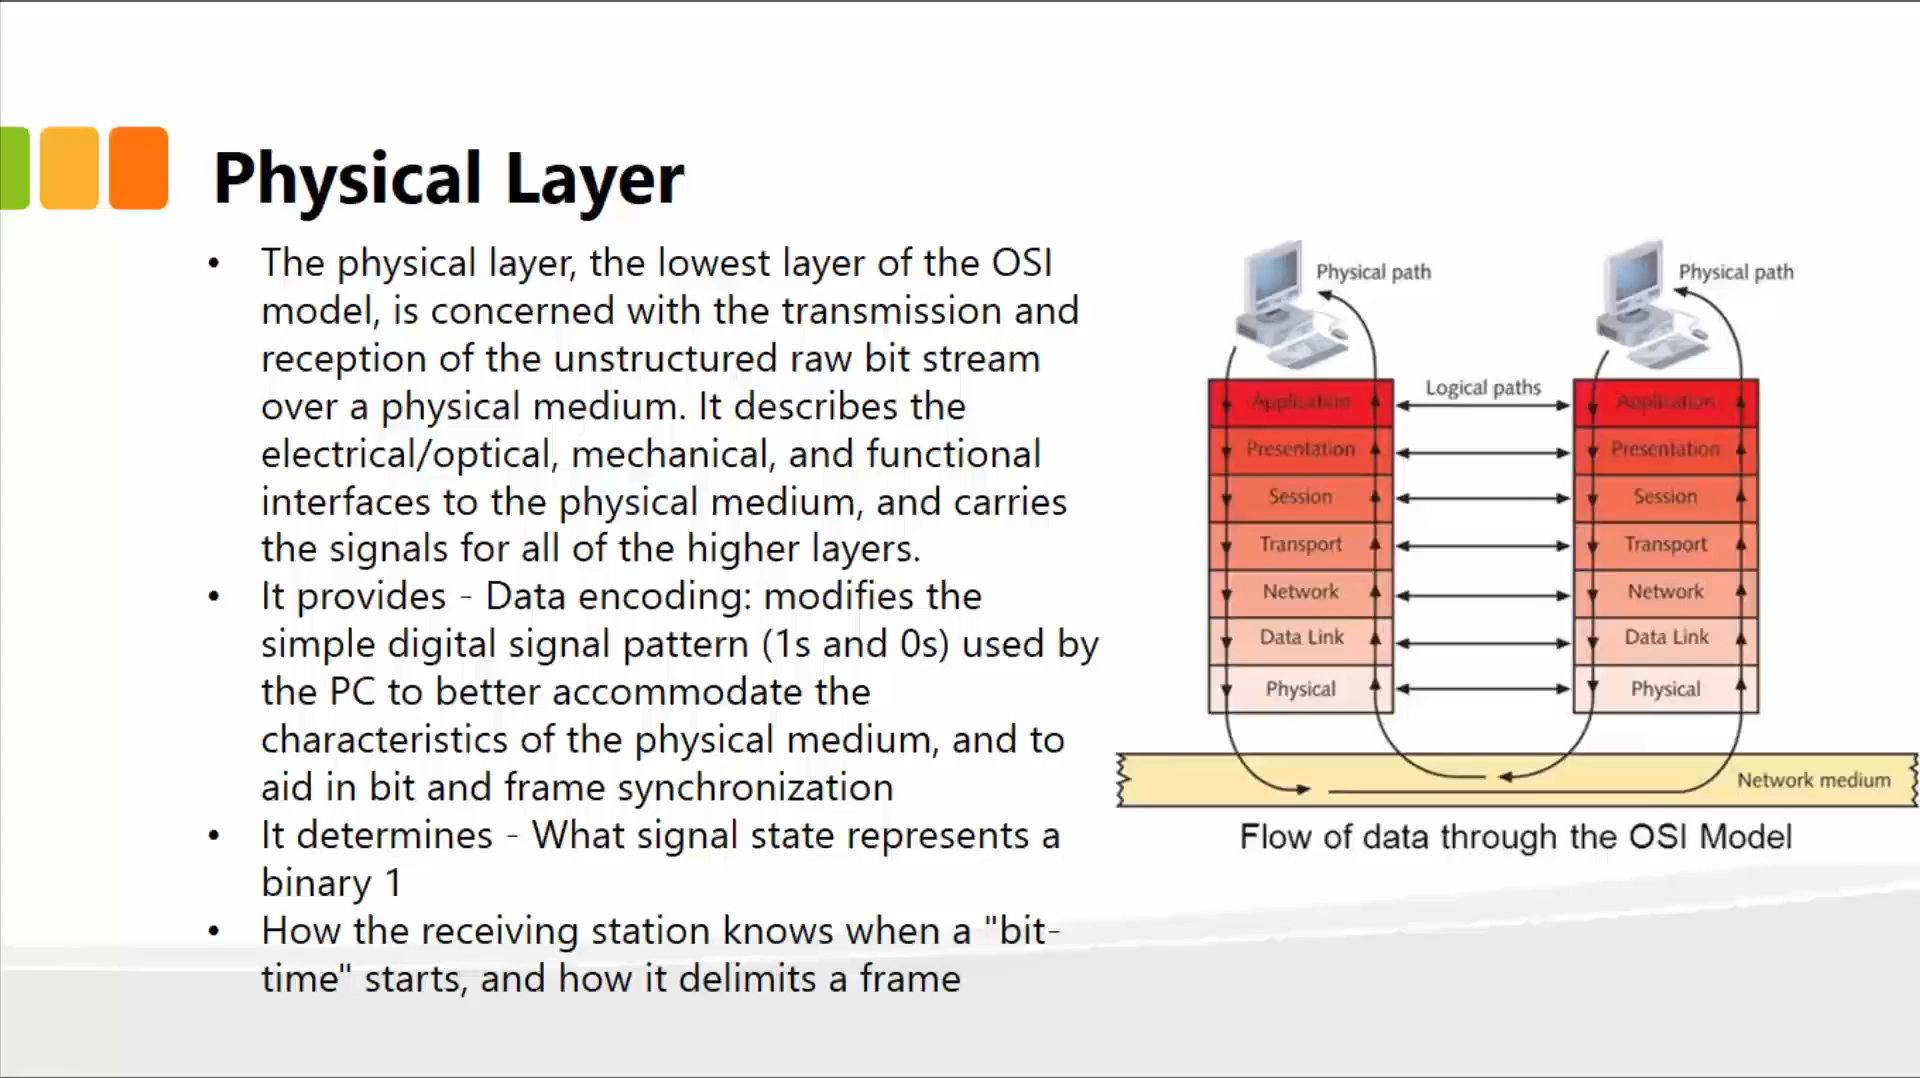 Physical Layer
• The physical layer, the lowest layer of the OSI
model, is concerned with the transmission and
reception of the unstructured raw bit stream
over a physical medium. It describes the
electrical/optical, mechanical, and functional
interfaces to the physical medium, and carries
the signals for all of the higher layers.
• It provides - Data encoding: modifies the
simple digital signal pattern (1s and 0s) used by
the PC to better accommodate the
characteristics of the physical medium, and to
aid in bit and frame synchronization
• It determines - What signal state represents a
binary 1
• How the receiving station knows when a "bit-
time" starts, and how it delimits a frame
Physical path
Physical path
Logical paths
Application
Application
Presentation
Presentation
Session
Session
Transport
Transport
Network
Network
Data Link
Data Link
Physical
Physical
Network medium
Flow of data through the OSI Model